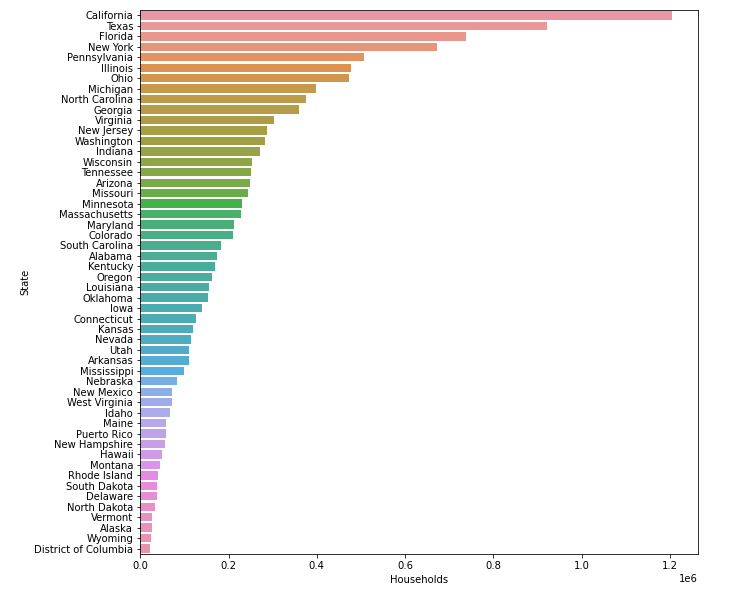 California
Texas
Florida
New York
Pennsylvania
Illinois
Ohio
Michigan
North Carolina
Georgia
Virginia
New Jersey
Washington
Indiana
Wisconsin
Tennessee
Arizona
Missouri
Minnesota
Massachusetts
Maryland
Colorado
South Carolina
Alabama
Kentucky
Oregon
Louisiana
Oklahoma
Iowa
Connecticut
Kansas
Nevada
Utah
Arkansas
Mississippi
Nebraska
New Mexico
West Virginia
Idaho
Maine
Puerto Rico
New Hampshire
Hawaii
Montana
Rhode Island
South Dakota
Delaware
North Dakota
Vermont
Alaska
Wyoming
District of Columbia
State
0.0 0.2 0.4 0.6 0.8 1.0 1.2
Households
1e6